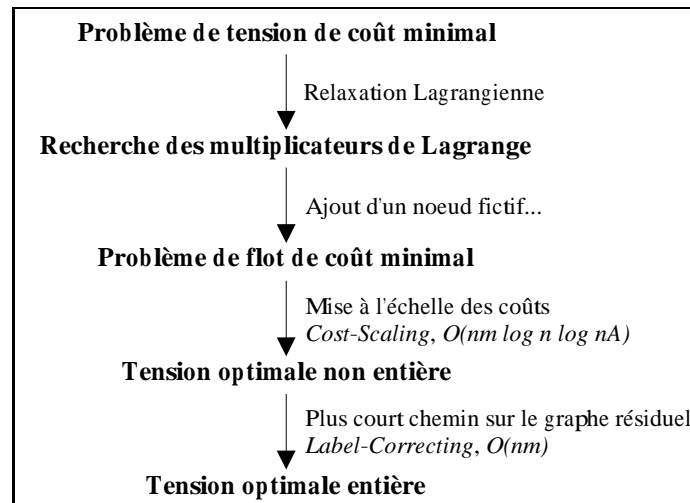 Problème de tension de coût minimal
Relaxation Lagrangienne
Recherche des multiplicateurs de Lagrange
Ajout d'un noeud fictif...
Problème de flot de coût minimal
Mise à l'échelle des coûts
Cost-Scaling, O(nm log n log nA)
Tension optimale non entière
Plus court chemin sur le graphe résiduel
Label-Correcting, O(nm)
Tension optimale entière